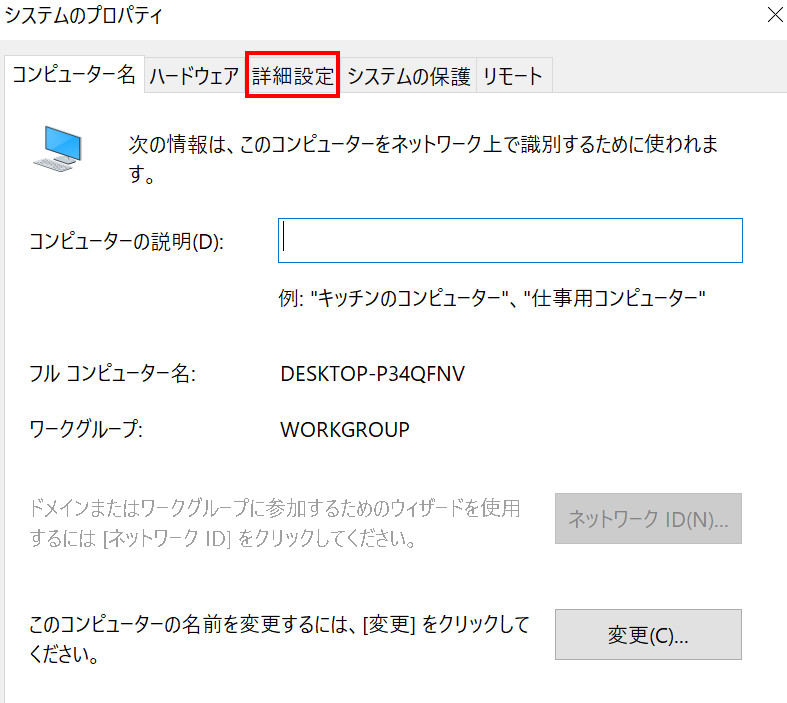 システムのプロパティ
コンピューター名 ハードウェア 詳細設定 システムの保護 リモート
次の情報は、このコンピューターをネットワーク上で識別するために使われま
す。
コンピューターの説明(D):
例: "キッチンのコンピューター"、"仕事用コンピューター"
フル コンピューター名: DESKTOP-P34QFNV
ワークグループ: WORKGROUP
ドメインまたはワークグループに参加するためのウィザードを使用
するには [ネットワーク ID] をクリックしてください。
ネットワーク ID(N)...
このコンピューターの名前を変更するには、[変更] をクリックして
ください。
変更(C)...